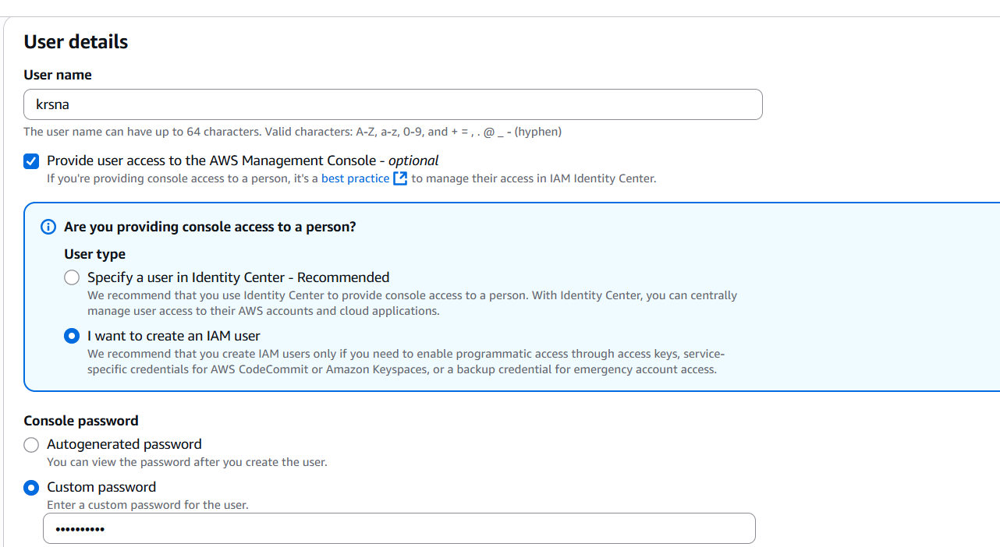 User details
User name
krsna
The user name can have up to 64 characters. Valid characters: A-Z, a-z, 0-9, and + = , . @ _ - (hyphen)
Provide user access to the AWS Management Console - optional
If you're providing console access to a person, it's a best practice to manage their access in IAM Identity Center.
Are you providing console access to a person?
User type
Specify a user in Identity Center - Recommended
We recommend that you use Identity Center to provide console access to a person. With Identity Center, you can centrally
manage user access to their AWS accounts and cloud applications.
I want to create an IAM user
We recommend that you create IAM users only if you need to enable programmatic access through access keys, service-
specific credentials for AWS CodeCommit or Amazon Keyspaces, or a backup credential for emergency account access.
Console password
Autogenerated password
You can view the password after you create the user.
Custom password
Enter a custom password for the user.
••••••••••